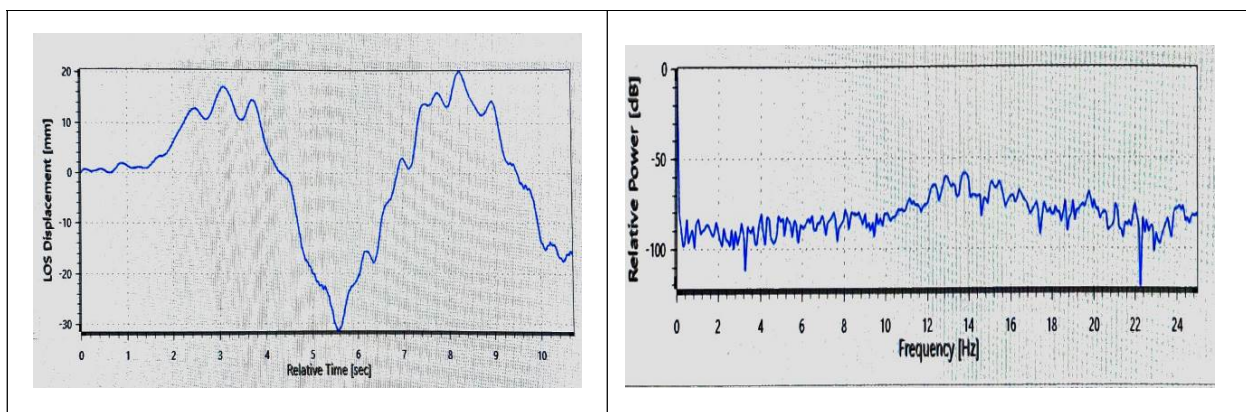 LOS Displacement [mm]
20
10
0
-10
-20
-30
0 1 2 3 4 5 6 7 8 9 10
Relative Time [sec]
Relative Power [dB]
0
-50
-100
0 2 4 6 8 10 12 14 16 18 20 22 24
Frequency [Hz]